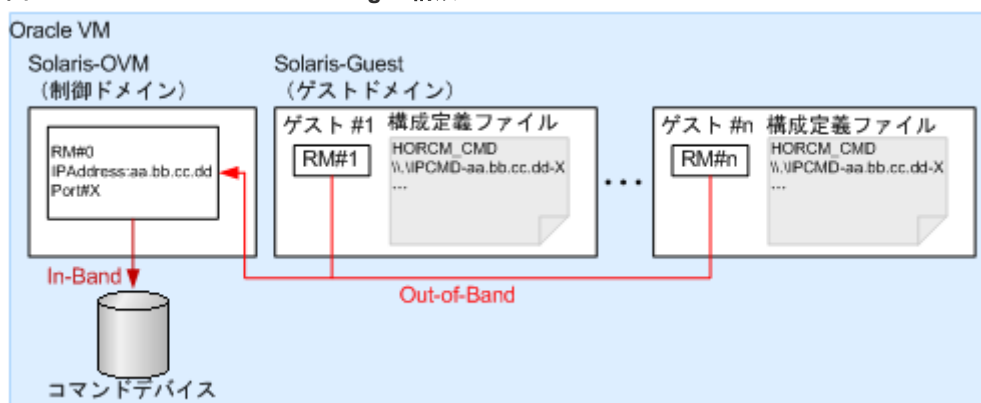 Oracle VM
Solaris-OVM
（制御ドメイン）
Solaris-Guest
（ゲストドメイン）
RM#0
IPAddress:aa.bb.cc.dd
Port#X
ゲスト #1
構成定義ファイル
RM#1
HORCM_CMD
\\.\IPCMD-aa.bb.cc.dd-X
...
...
ゲスト #n
構成定義ファイル
RM#n
HORCM_CMD
\\.\IPCMD-aa.bb.cc.dd-X
...
In-Band
Out-of-Band
コマンドデバイス